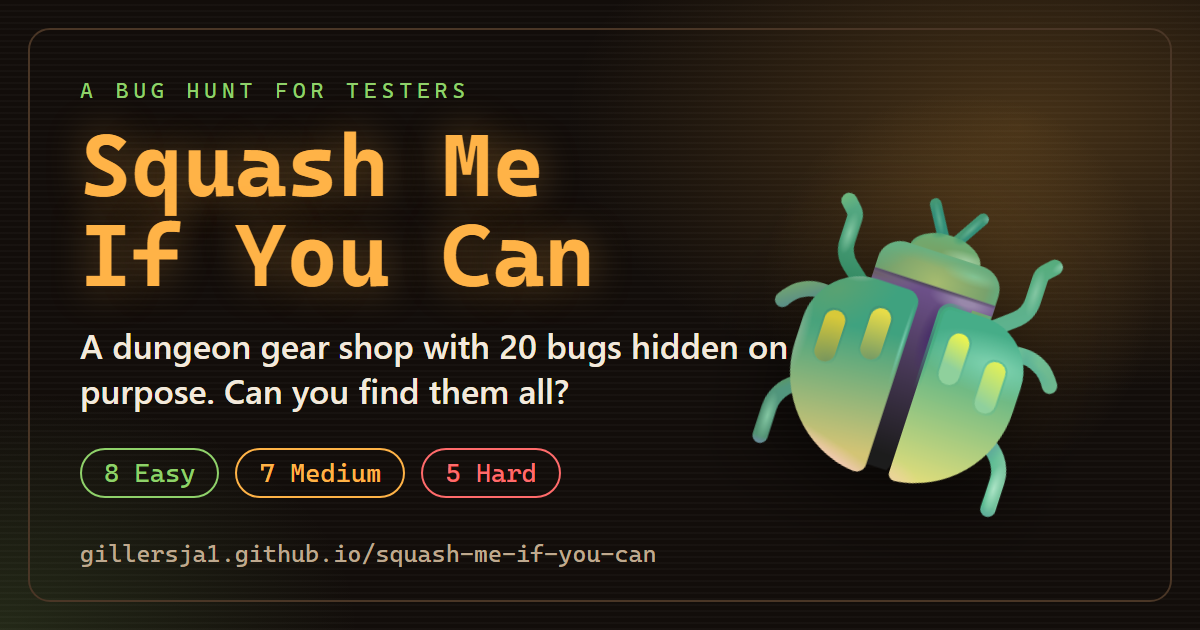 A BUG HUNT FOR TESTERS
Squash Me
If You Can
A dungeon gear shop with 20 bugs hidden on
purpose. Can you find them all?
8 Easy 7 Medium 5 Hard
gillersja1.github.io/squash-me-if-you-can